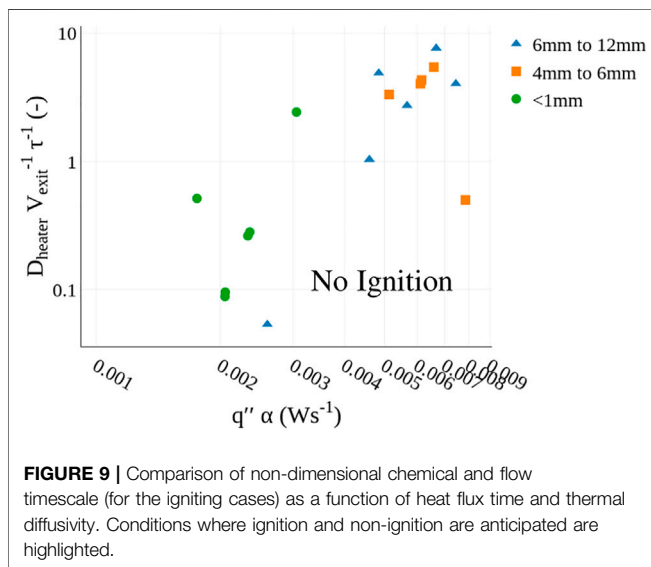 10
1
0.1
D_heater V_exit^-1 τ^-1 (-)
6mm to 12mm
4mm to 6mm
<1mm
No Ignition
0.001
0.002
0.003
0.004
0.005
0.006
0.007
0.008
0.009
q″ α (Ws^-1)
FIGURE 9 | Comparison of non-dimensional chemical and flow
timescale (for the igniting cases) as a function of heat flux time and thermal
diffusivity. Conditions where ignition and non-ignition are anticipated are
highlighted.